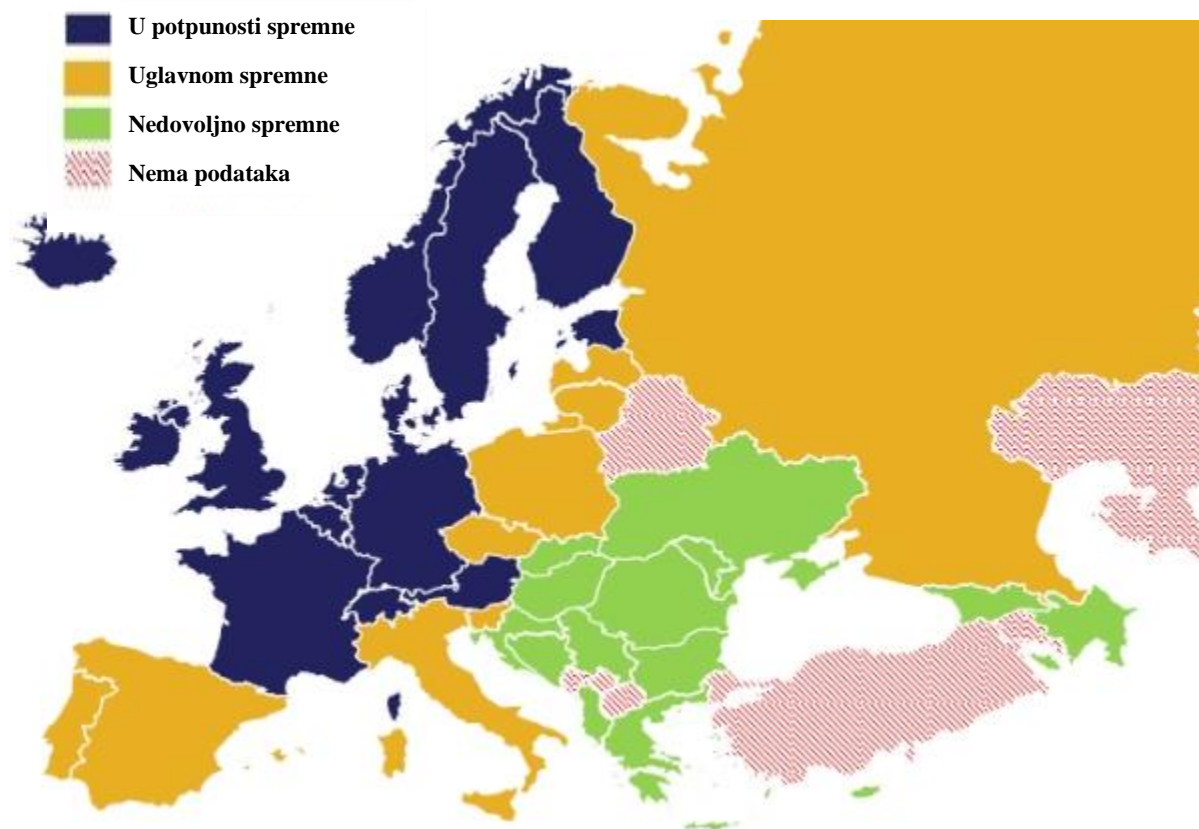 U potpunosti spremne
Uglavnom spremne
Nedovoljno spremne
Nema podataka